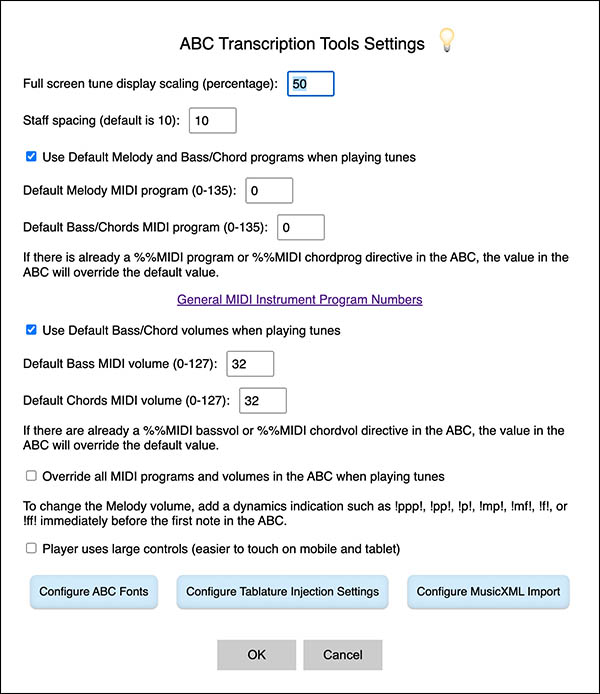 ABC Transcription Tools Settings
Full screen tune display scaling (percentage): 50
Staff spacing (default is 10): 10
Use Default Melody and Bass/Chord programs when playing tunes
Default Melody MIDI program (0-135): 0
Default Bass/Chords MIDI program (0-135): 0
If there is already a %%MIDI program or %%MIDI chordprog directive in the ABC, the value in the
ABC will override the default value.
General MIDI Instrument Program Numbers
Use Default Bass/Chord volumes when playing tunes
Default Bass MIDI volume (0-127): 32
Default Chords MIDI volume (0-127): 32
If there are already a %%MIDI bassvol or %%MIDI chordvol directive in the ABC, the value in the
ABC will override the default value.
Override all MIDI programs and volumes in the ABC when playing tunes
To change the Melody volume, add a dynamics indication such as !ppp!, !pp!, !p!, !mp!, !mf!, !f!, or
!ff! immediately before the first note in the ABC.
Player uses large controls (easier to touch on mobile and tablet)
Configure ABC Fonts Configure Tablature Injection Settings Configure MusicXML Import
OK Cancel